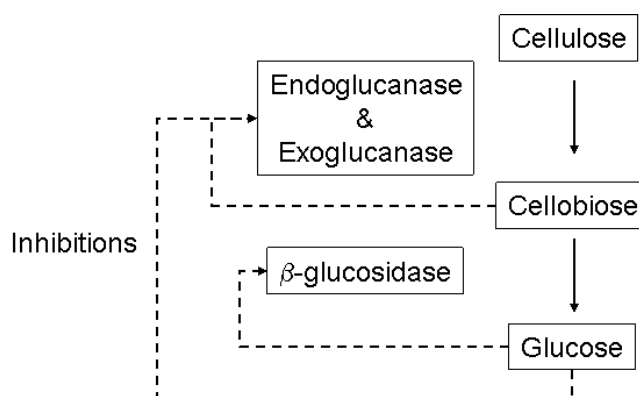 Cellulose
Endoglucanase
&
Exoglucanase
Cellobiose
Inhibitions
β-glucosidase
Glucose